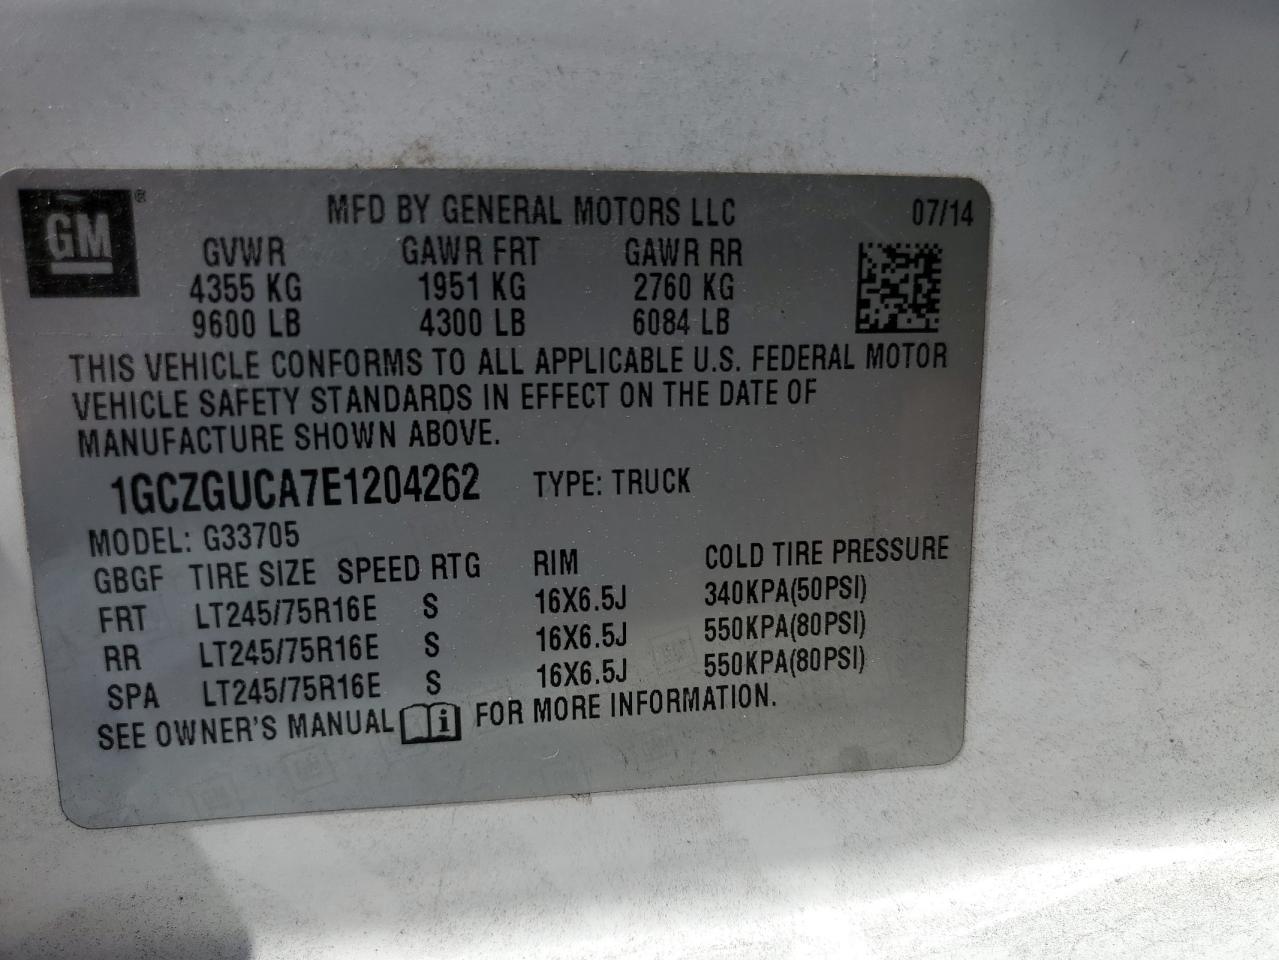 GM®
MFD BY GENERAL MOTORS LLC 07/14
GVWR GAWR FRT GAWR RR
4355 KG 1951 KG 2760 KG
9600 LB 4300 LB 6084 LB
THIS VEHICLE CONFORMS TO ALL APPLICABLE U.S. FEDERAL MOTOR
VEHICLE SAFETY STANDARDS IN EFFECT ON THE DATE OF
MANUFACTURE SHOWN ABOVE.
1GCZGUCA7E1204262 TYPE: TRUCK
MODEL: G33705
GBGF TIRE SIZE SPEED RTG RIM COLD TIRE PRESSURE
FRT LT245/75R16E S 16X6.5J 340KPA(50PSI)
RR LT245/75R16E S 16X6.5J 550KPA(80PSI)
SPA LT245/75R16E S 16X6.5J 550KPA(80PSI)
SEE OWNER'S MANUAL i FOR MORE INFORMATION.